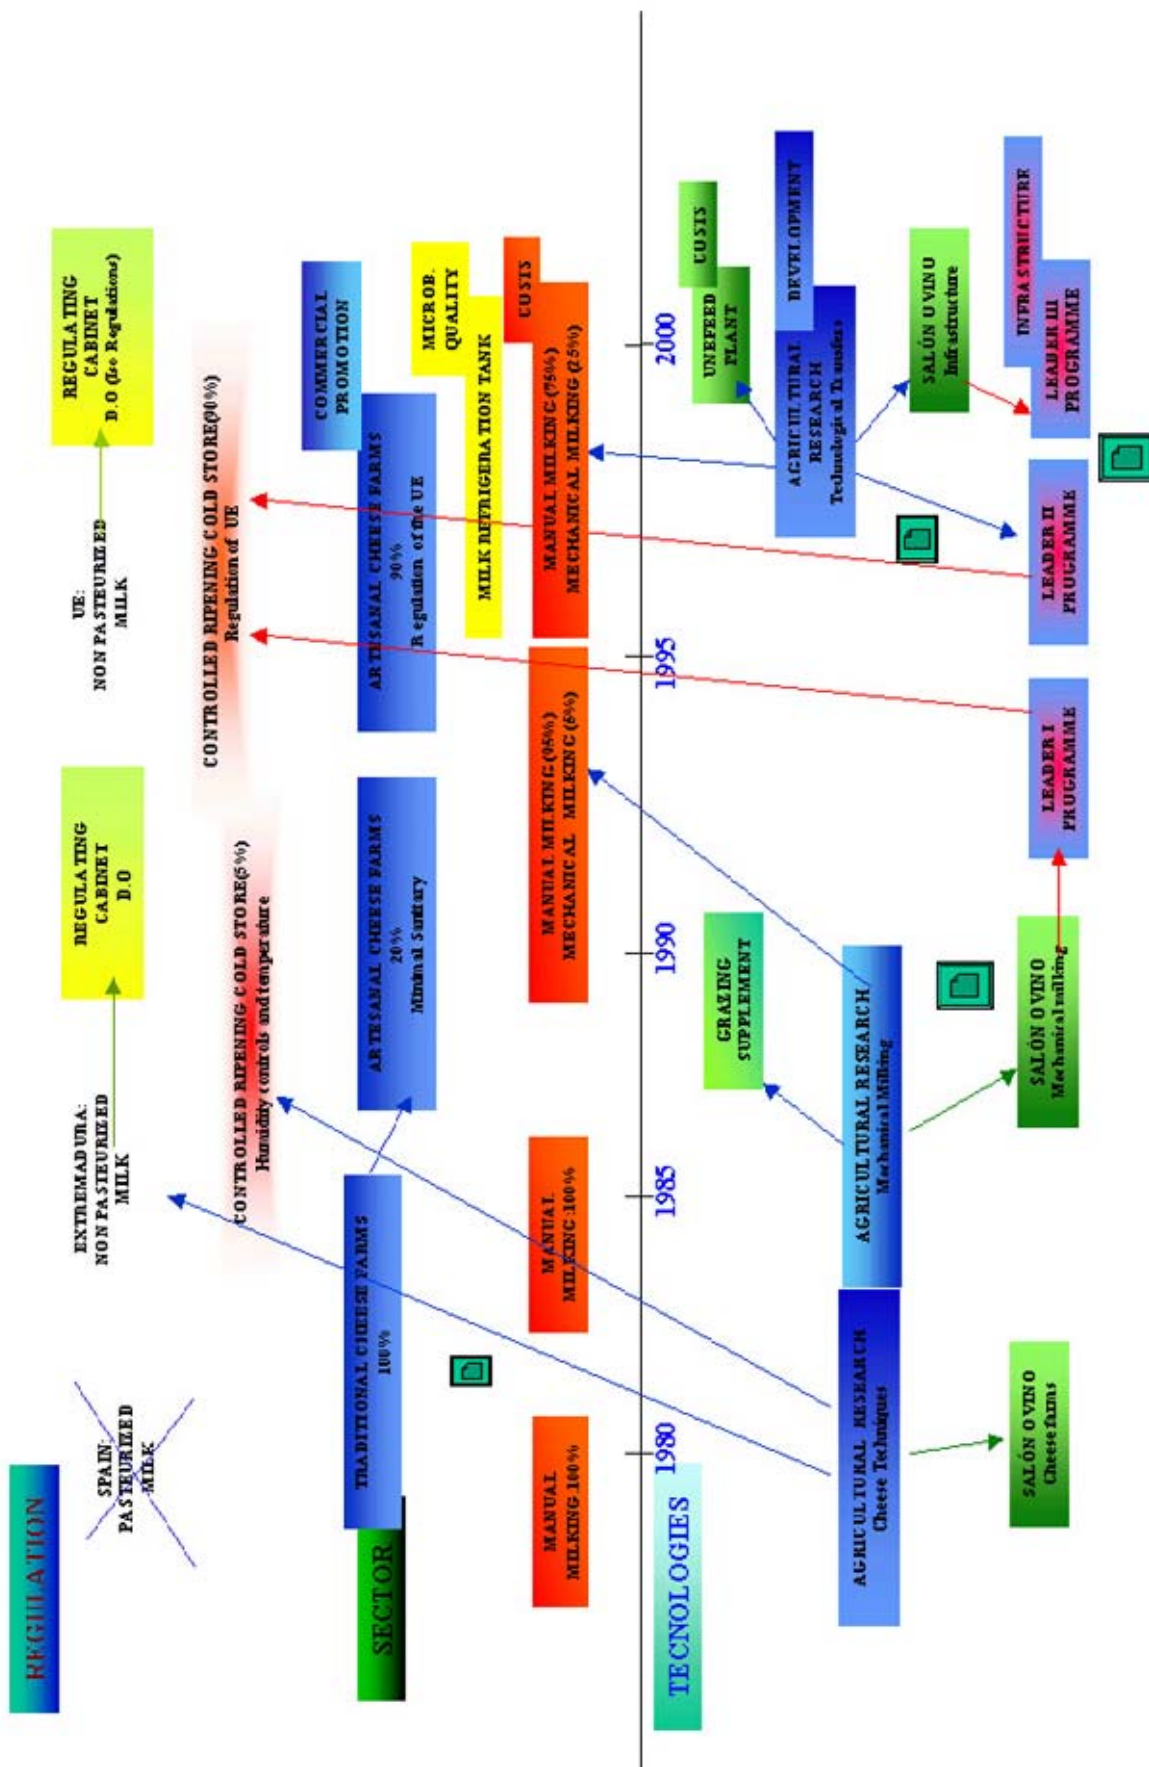 REGULATION
SPAIN:
PASTEURIZED
MILK
EXTREMADURA:
NON PASTEURIZED
MILK
REGULATING
CABINET
D.O
UE:
NON PASTEURIZED
MILK
REGULATING
CABINET
D.O (Iso Regulations)
CONTROLLED RIPENING COLD STORE(5%)
Humidity controls and temperature
CONTROLLED RIPENING COLD STORE(90%)
Regulation of UE
SECTOR
TRADITIONAL CHEESE FARMS
100%
ARTESANAL CHEESE FARMS
20%
Minimal Sanitary
ARTESANAL CHEESE FARMS
90%
Regulation of the UE
COMMERCIAL
PROMOTION
MICROB.
QUALITY
MILK REFRIGERATION TANK
MANUAL
MILKING 100%
MANUAL
MILKING 100%
MANUAL MILKING (95%)
MECHANICAL MILKING (5%)
MANUAL MILKING (75%)
MECHANICAL MILKING (25%)
COSTS
1980
1985
1990
1995
2000
TECNOLOGIES
GRAZING
SUPPLEMENT
UNEFEED
PLANT
COSTS
AGRICULTURAL RESEARCH
Cheese Techniques
AGRICULTURAL RESEARCH
Mechanical Milking
AGRICULTURAL
RESEARCH
Technological Transfers
DEVELOPMENT
SALÓN OVINO
Cheese farms
SALÓN OVINO
Mechanical milking
SALÓN OVINO
Infrastructure
LEADER I
PROGRAMME
LEADER II
PROGRAMME
LEADER III
PROGRAMME
INFRASTRUCTURE